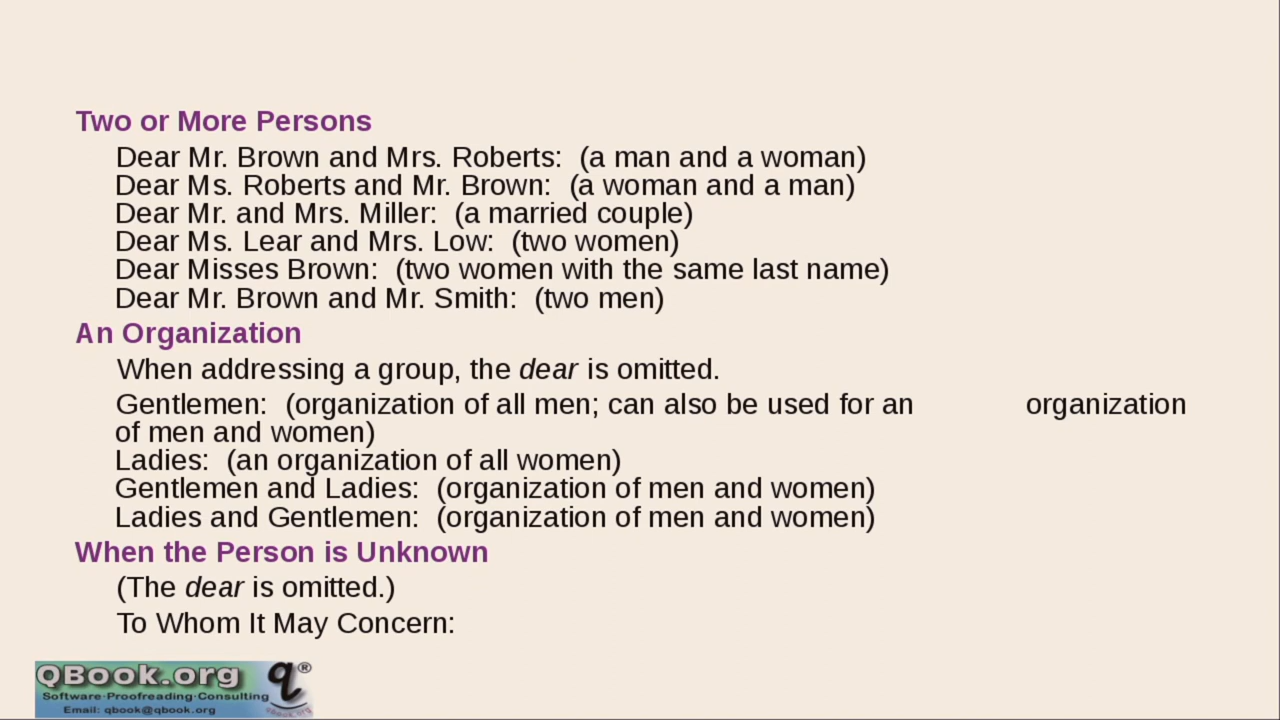 Two or More Persons
Dear Mr. Brown and Mrs. Roberts: (a man and a woman)
Dear Ms. Roberts and Mr. Brown: (a woman and a man)
Dear Mr. and Mrs. Miller: (a married couple)
Dear Ms. Lear and Mrs. Low: (two women)
Dear Misses Brown: (two women with the same last name)
Dear Mr. Brown and Mr. Smith: (two men)
An Organization
When addressing a group, the dear is omitted.
Gentlemen: (organization of all men; can also be used for an organization
of men and women)
Ladies: (an organization of all women)
Gentlemen and Ladies: (organization of men and women)
Ladies and Gentlemen: (organization of men and women)
When the Person is Unknown
(The dear is omitted.)
To Whom It May Concern:
QBook.org q®
Software·Proofreading·Consulting
Email: qbook@qbook.org
qbook.org